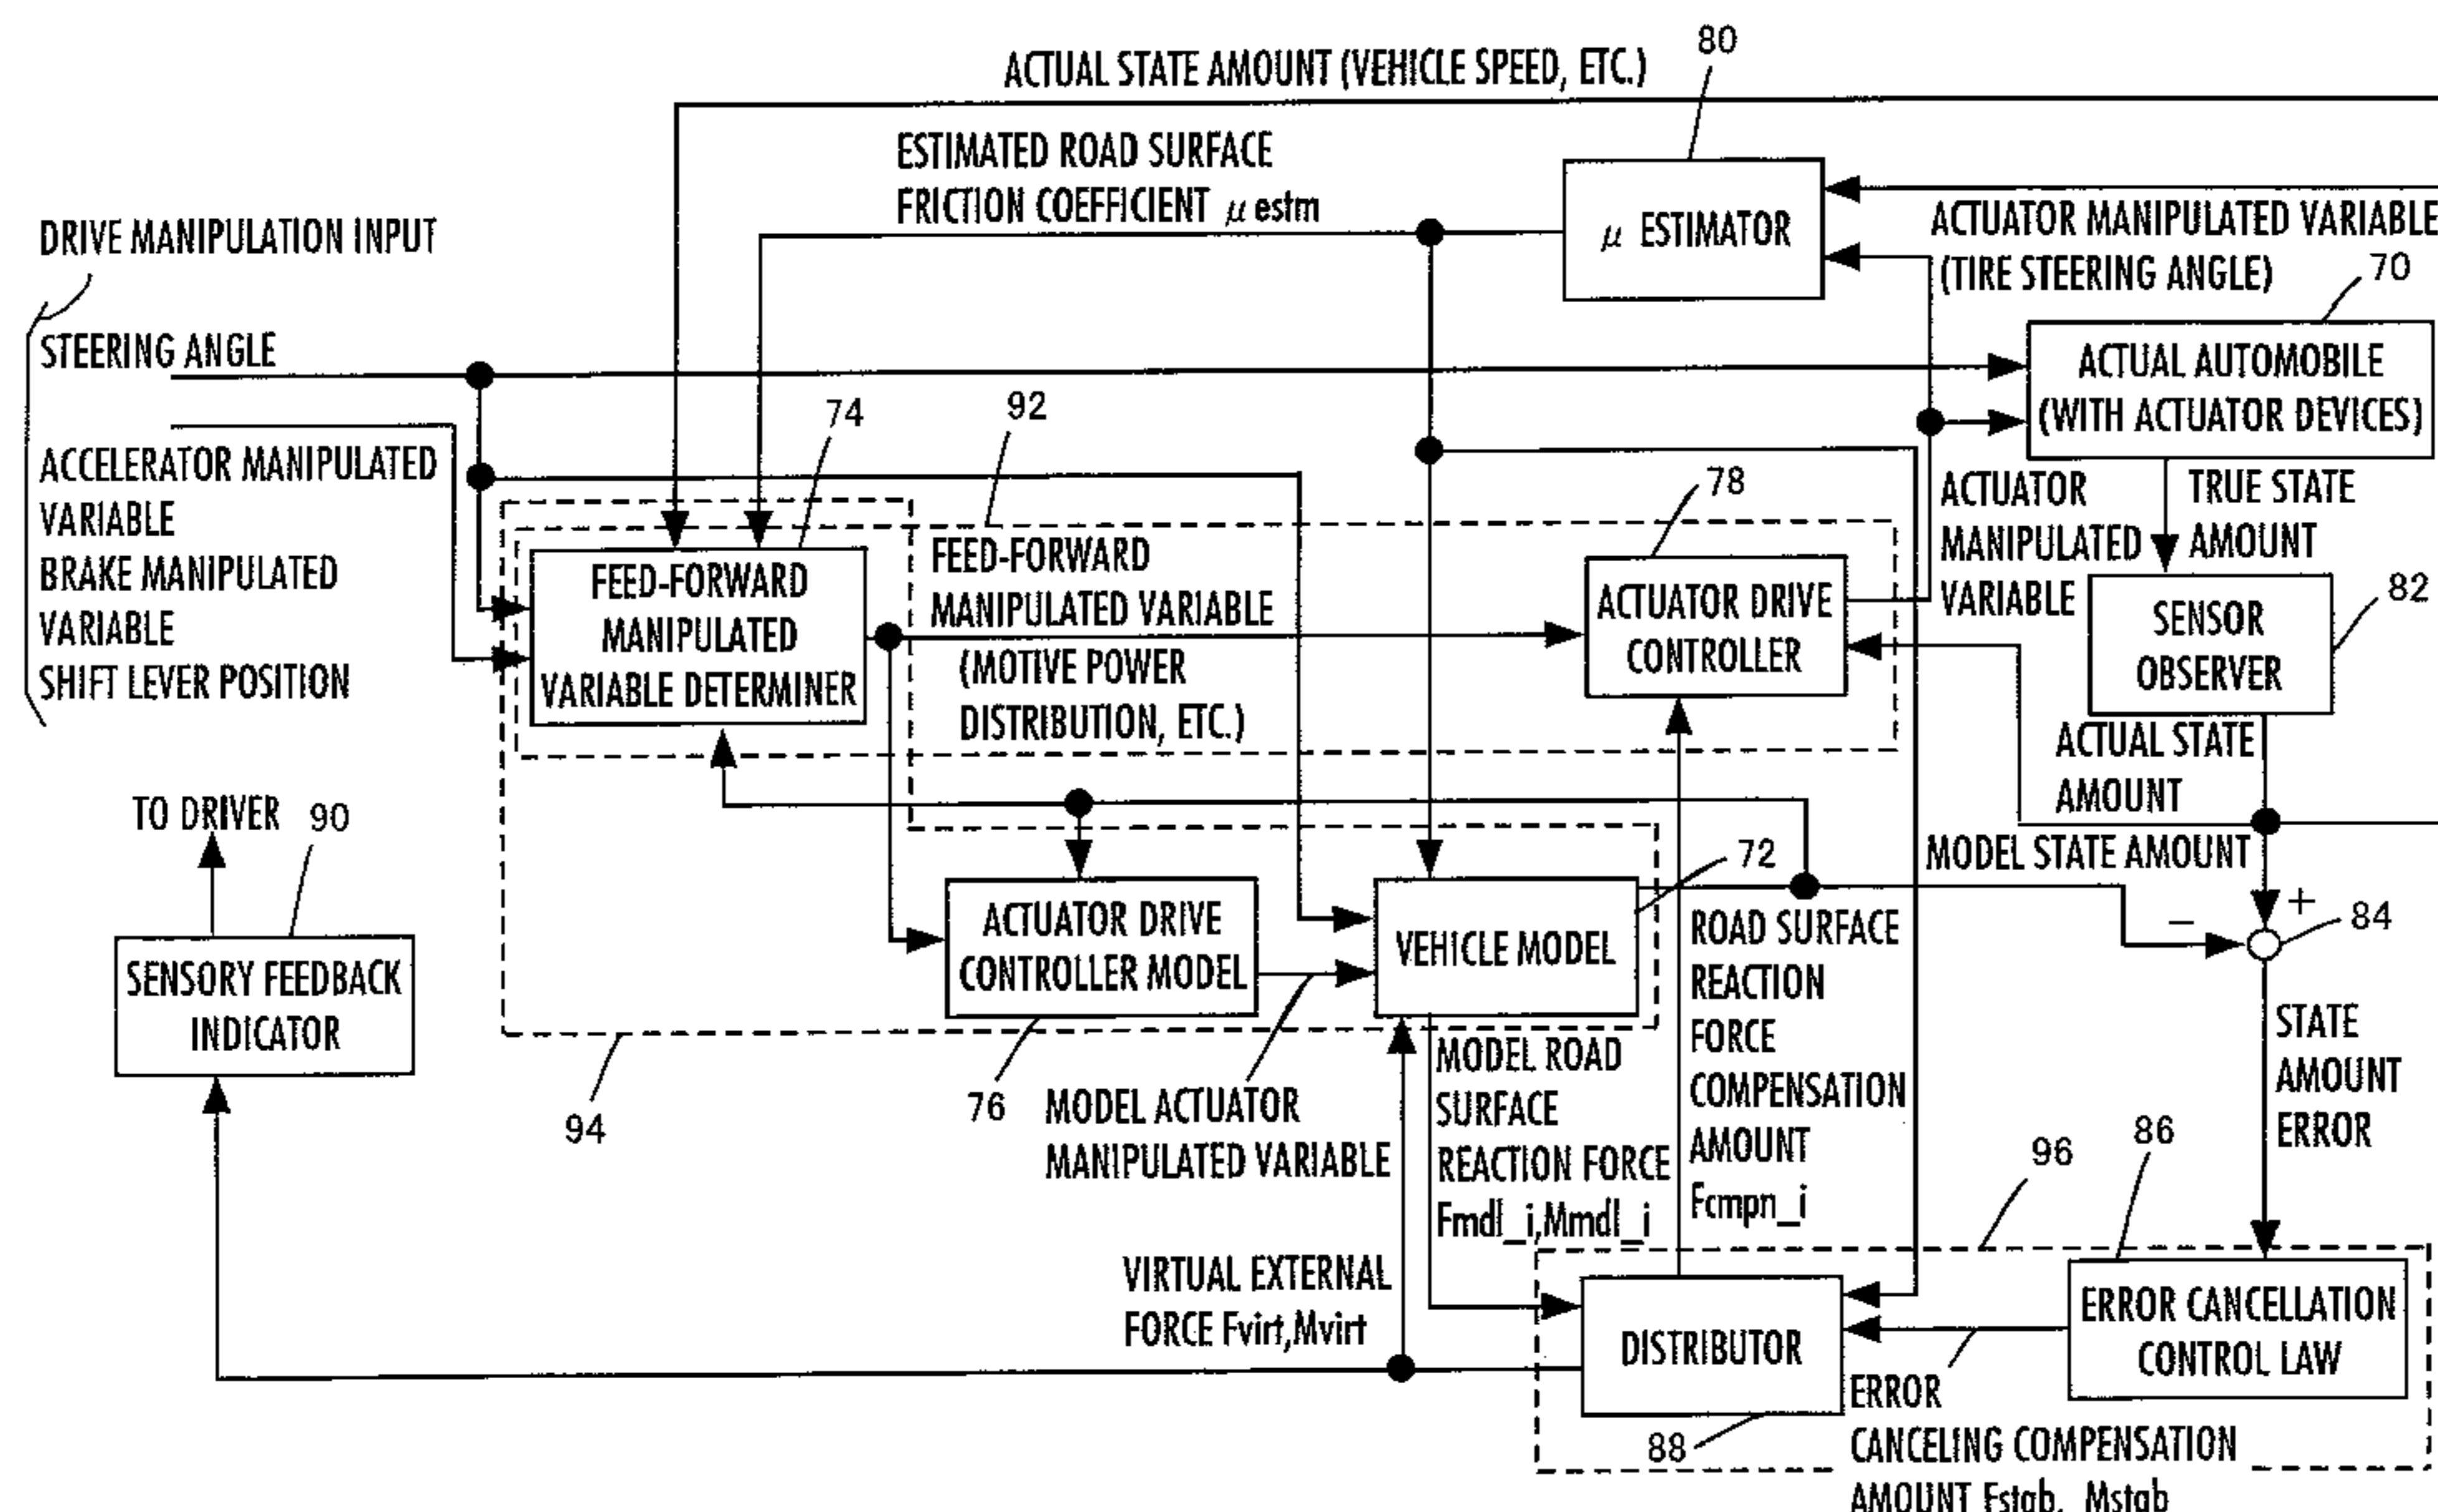 80
ACTUAL STATE AMOUNT (VEHICLE SPEED, ETC.)
ESTIMATED ROAD SURFACE
FRICTION COEFFICIENT μ estm
μ ESTIMATOR
ACTUATOR MANIPULATED VARIABLE
(TIRE STEERING ANGLE)
70
DRIVE MANIPULATION INPUT
STEERING ANGLE
ACCELERATOR MANIPULATED
VARIABLE
BRAKE MANIPULATED
VARIABLE
SHIFT LEVER POSITION
74
92
ACTUAL AUTOMOBILE
(WITH ACTUATOR DEVICES)
78
ACTUATOR
MANIPULATED
VARIABLE
TRUE STATE
AMOUNT
FEED-FORWARD
MANIPULATED
VARIABLE DETERMINER
FEED-FORWARD
MANIPULATED VARIABLE
(MOTIVE POWER
DISTRIBUTION, ETC.)
ACTUATOR DRIVE
CONTROLLER
SENSOR
OBSERVER
82
ACTUAL STATE
AMOUNT
TO DRIVER
90
MODEL STATE AMOUNT
72
ACTUATOR DRIVE
CONTROLLER MODEL
VEHICLE MODEL
−
+
84
SENSORY FEEDBACK
INDICATOR
ROAD SURFACE
REACTION
FORCE
COMPENSATION
AMOUNT
Fcmpn_i
STATE
AMOUNT
ERROR
94
76
MODEL ACTUATOR
MANIPULATED VARIABLE
MODEL ROAD
SURFACE
REACTION FORCE
Fmdl_i,Mmdl_i
96
86
VIRTUAL EXTERNAL
FORCE Fvirt,Mvirt
DISTRIBUTOR
ERROR CANCELLATION
CONTROL LAW
88
ERROR
CANCELING COMPENSATION
AMOUNT Fstab, Mstab